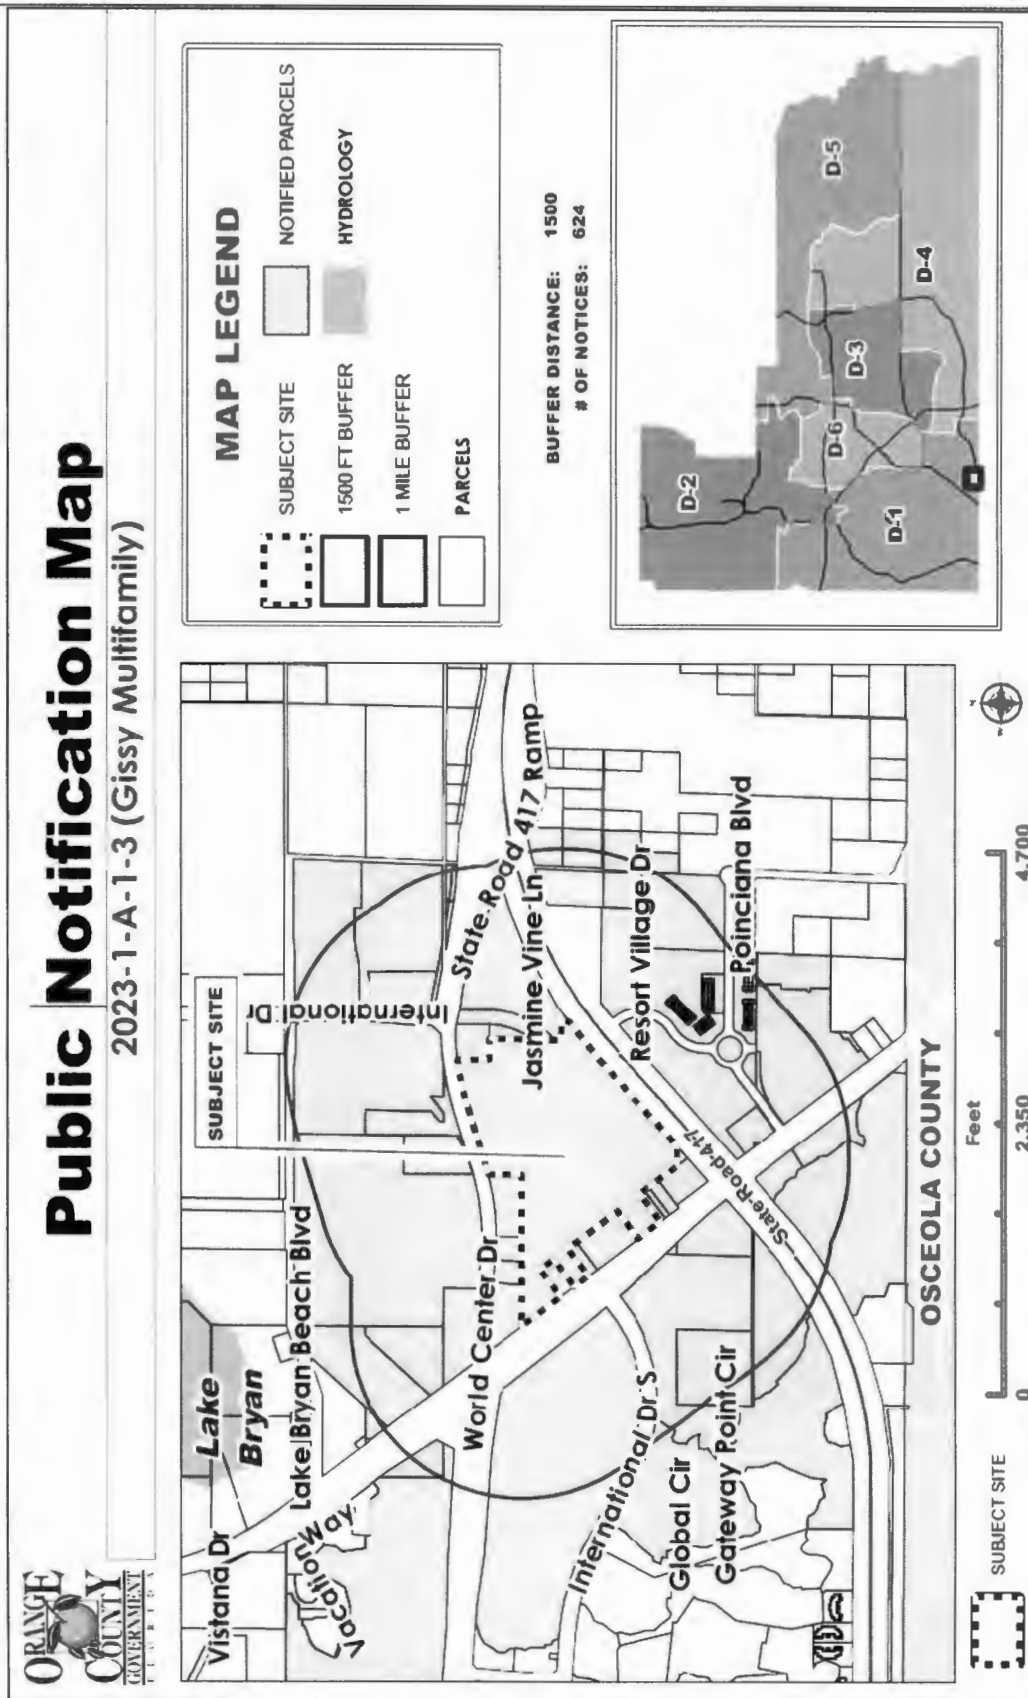 ORANGE
COUNTY
GOVERNMENT
FLORIDA
Public Notification Map
2023-1-A-1-3 (Gissy Multifamily)
MAP LEGEND
SUBJECT SITE
NOTIFIED PARCELS
1500 FT BUFFER
HYDROLOGY
1 MILE BUFFER
PARCELS
BUFFER DISTANCE: 1500
# OF NOTICES: 624
D-2
D-5
D-6
D-3
D-1
D-4
SUBJECT SITE
Vistana Dr
Lake
Bryan
Vacation Way
Lake Bryan Beach Blvd
International Dr
World Center Dr
State Road 417 Ramp
Jasmine Vine Ln
International Dr S
Resort Village Dr
State Road 417
Global Cir
Gateway Point Cir
Poinciana Blvd
OSCEOLA COUNTY
SUBJECT SITE
Feet
0 2,350 4,700